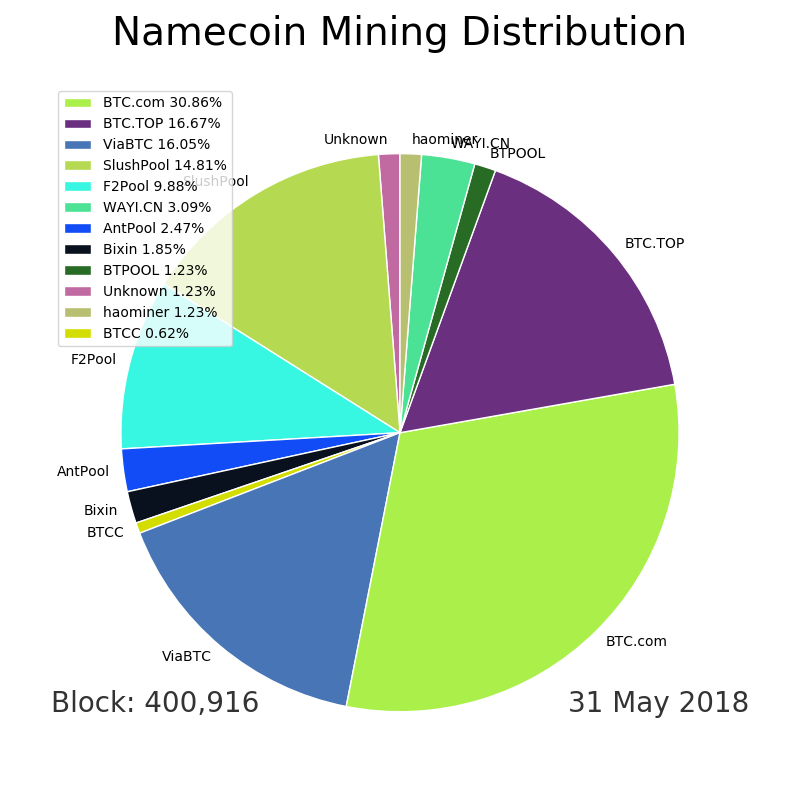 Namecoin Mining Distribution
BTC.com 30.86%
BTC.TOP 16.67%
ViaBTC 16.05%
SlushPool 14.81%
F2Pool 9.88%
WAYI.CN 3.09%
AntPool 2.47%
Bixin 1.85%
BTPOOL 1.23%
Unknown 1.23%
haominer 1.23%
BTCC 0.62%
Unknown
haominer
WAYI.CN
BTPOOL
SlushPool
BTC.TOP
F2Pool
AntPool
Bixin
BTCC
BTC.com
ViaBTC
Block: 400,916
31 May 2018